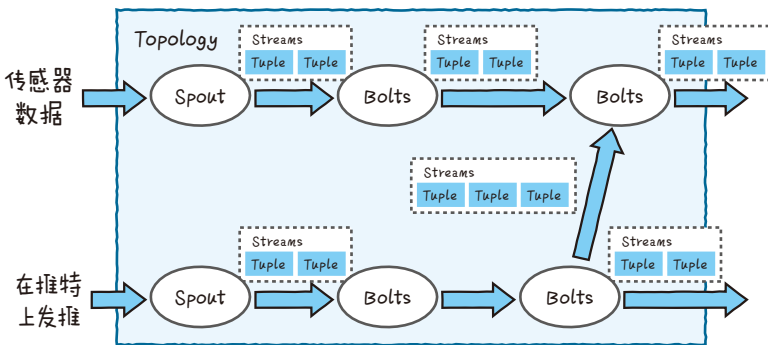 Topology
Streams
Tuple Tuple
Streams
Tuple Tuple
Streams
Tuple Tuple
传感器
数据
Spout
Bolts
Bolts
Streams
Tuple Tuple Tuple
Streams
Tuple Tuple
Streams
Tuple Tuple
在推特
上发推
Spout
Bolts
Bolts